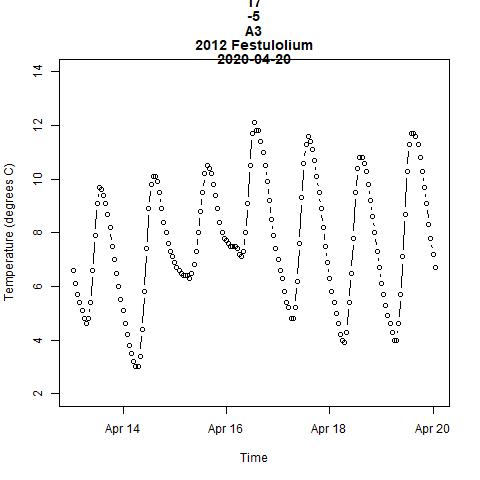 17
-5
A3
2012 Festulolium
2020-04-20
14
12
10
8
6
4
2
Temperature (degrees C)
Apr 14
Apr 16
Apr 18
Apr 20
Time